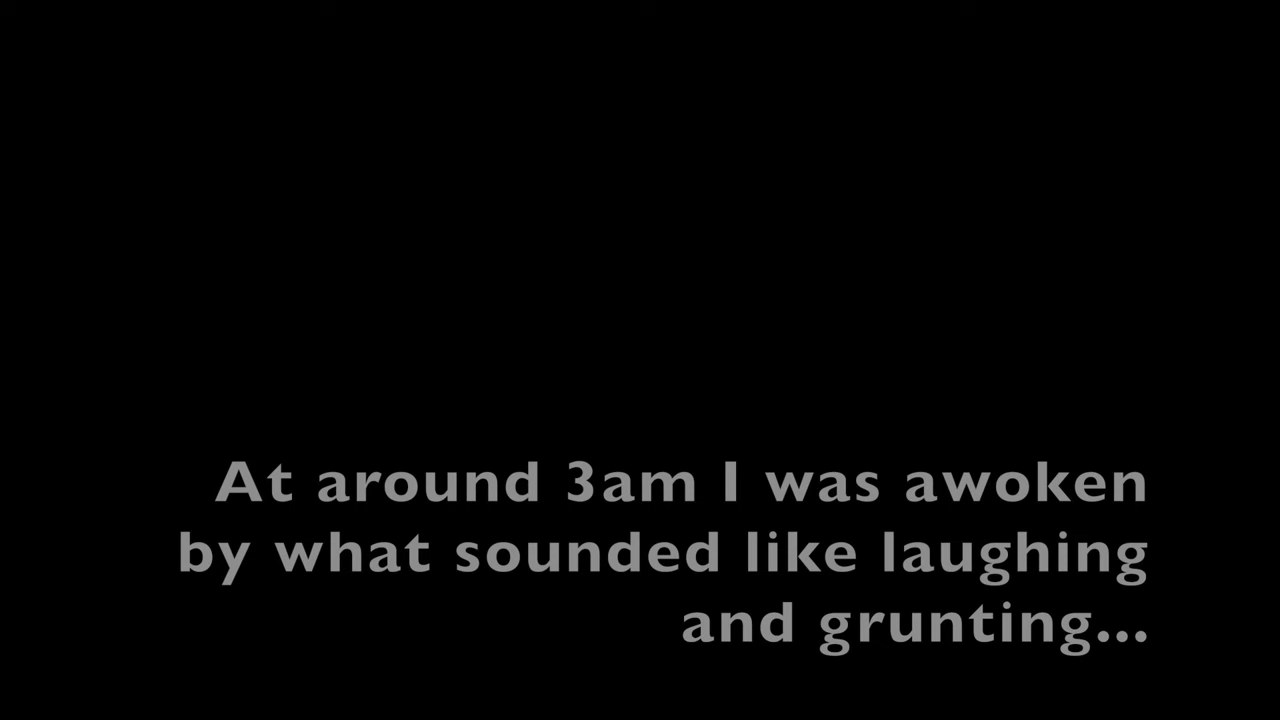 At around 3am I was awoken
by what sounded like laughing
and grunting...